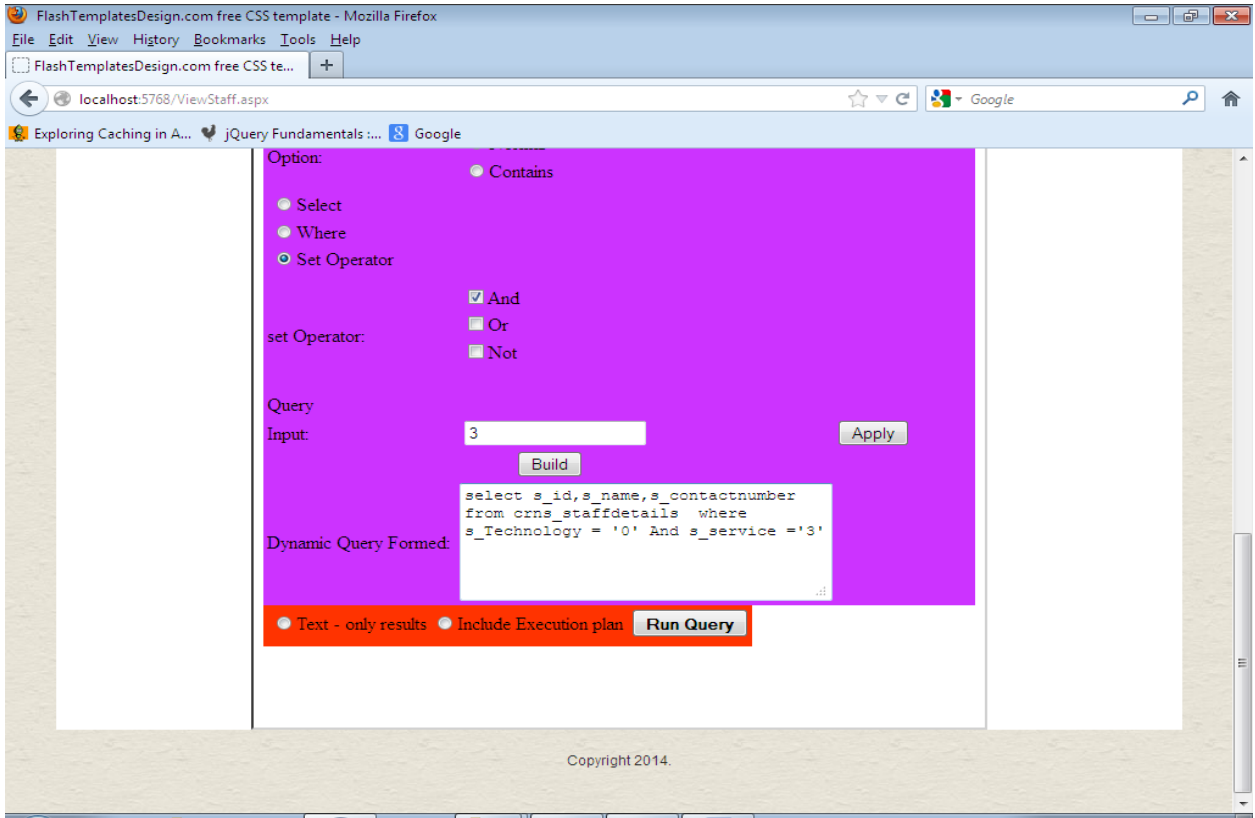 FlashTemplatesDesign.com free CSS template - Mozilla Firefox
File Edit View History Bookmarks Tools Help
FlashTemplatesDesign.com free CSS te...
localhost:5768/ViewStaff.aspx
Google
Exploring Caching in A... jQuery Fundamentals :... Google
Option:
Contains
Select
Where
Set Operator
And
Or
set Operator:
Not
Query
Input: 3 Apply
Build
select s_id,s_name,s_contactnumber
from crns_staffdetails where
s_Technology = '0' And s_service ='3'
Dynamic Query Formed:
Text - only results Include Execution plan Run Query
Copyright 2014.